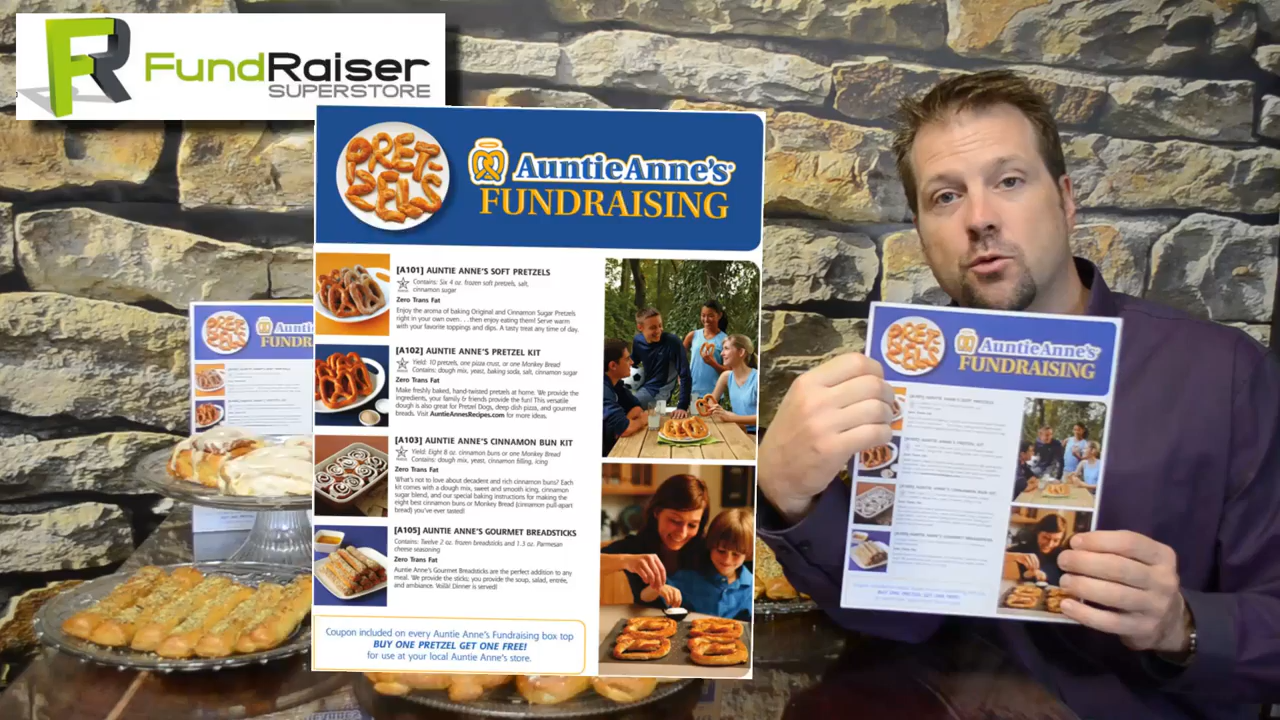 FR FundRaiser
SUPERSTORE
PRET
ZELS
AuntieAnne's®
FUNDRAISING
[A101] AUNTIE ANNE'S SOFT PRETZELS
Contains: Six 4 oz. frozen soft pretzels, salt,
cinnamon sugar
Zero Trans Fat
Enjoy the aroma of baking Original and Cinnamon Sugar Pretzels
right in your own oven . . . then enjoy eating them! Serve warm
with your favorite toppings and dips. A tasty treat any time of day.
[A102] AUNTIE ANNE'S PRETZEL KIT
Yield: 10 pretzels, one pizza crust, or one Monkey Bread
Contains: dough mix, yeast, baking soda, salt, cinnamon sugar
Zero Trans Fat
Make freshly baked, hand-twisted pretzels at home. We provide the
ingredients, your family & friends provide the fun! This versatile
dough is also great for Pretzel Dogs, deep dish pizza, and gourmet
breads. Visit AuntieAnnesRecipes.com for more ideas.
[A103] AUNTIE ANNE'S CINNAMON BUN KIT
Yield: Eight 8 oz. cinnamon buns or one Monkey Bread
Contains: dough mix, yeast, cinnamon filling, icing
Zero Trans Fat
What's not to love about decadent and rich cinnamon buns? Each
kit comes with a dough mix, sweet and smooth icing, cinnamon
sugar blend, and our special baking instructions for making the
eight best cinnamon buns or Monkey Bread (cinnamon pull-apart
bread) you've ever tasted!
[A105] AUNTIE ANNE'S GOURMET BREADSTICKS
Contains: Twelve 2 oz. frozen breadsticks and 1.3 oz. Parmesan
cheese seasoning
Zero Trans Fat
Auntie Anne's Gourmet Breadsticks are the perfect addition to any
meal. We provide the sticks; you provide the soup, salad, entrée,
and ambiance. Voilà! Dinner is served!
Coupon included on every Auntie Anne's Fundraising box top
BUY ONE PRETZEL GET ONE FREE!
for use at your local Auntie Anne's store.
PRET
ZELS
Aunti
FUNDR
PRET
ZELS
AuntieAnne's
FUNDRAISING